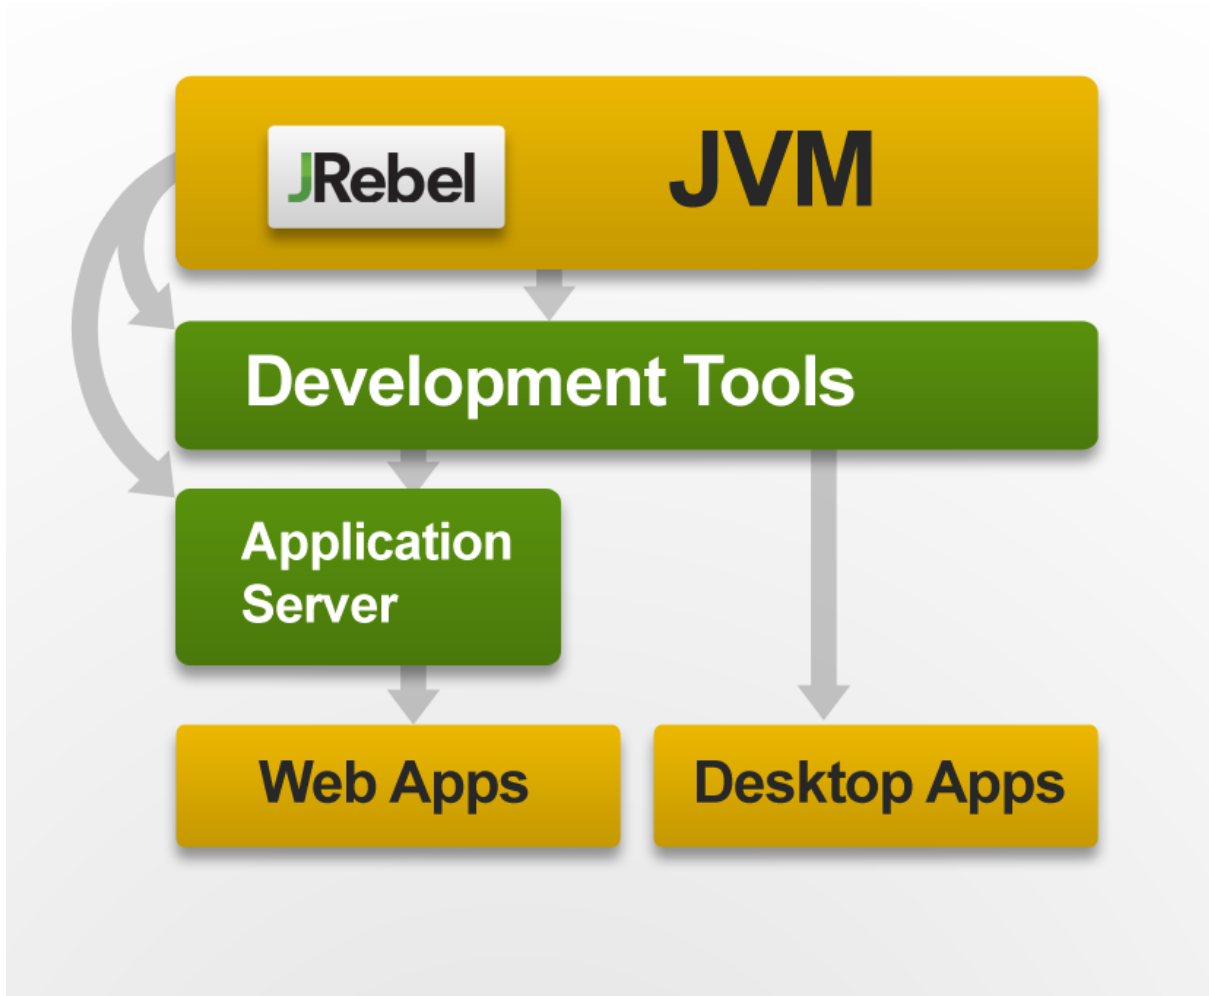 JRebel
JVM
Development Tools
Application
Server
Web Apps
Desktop Apps